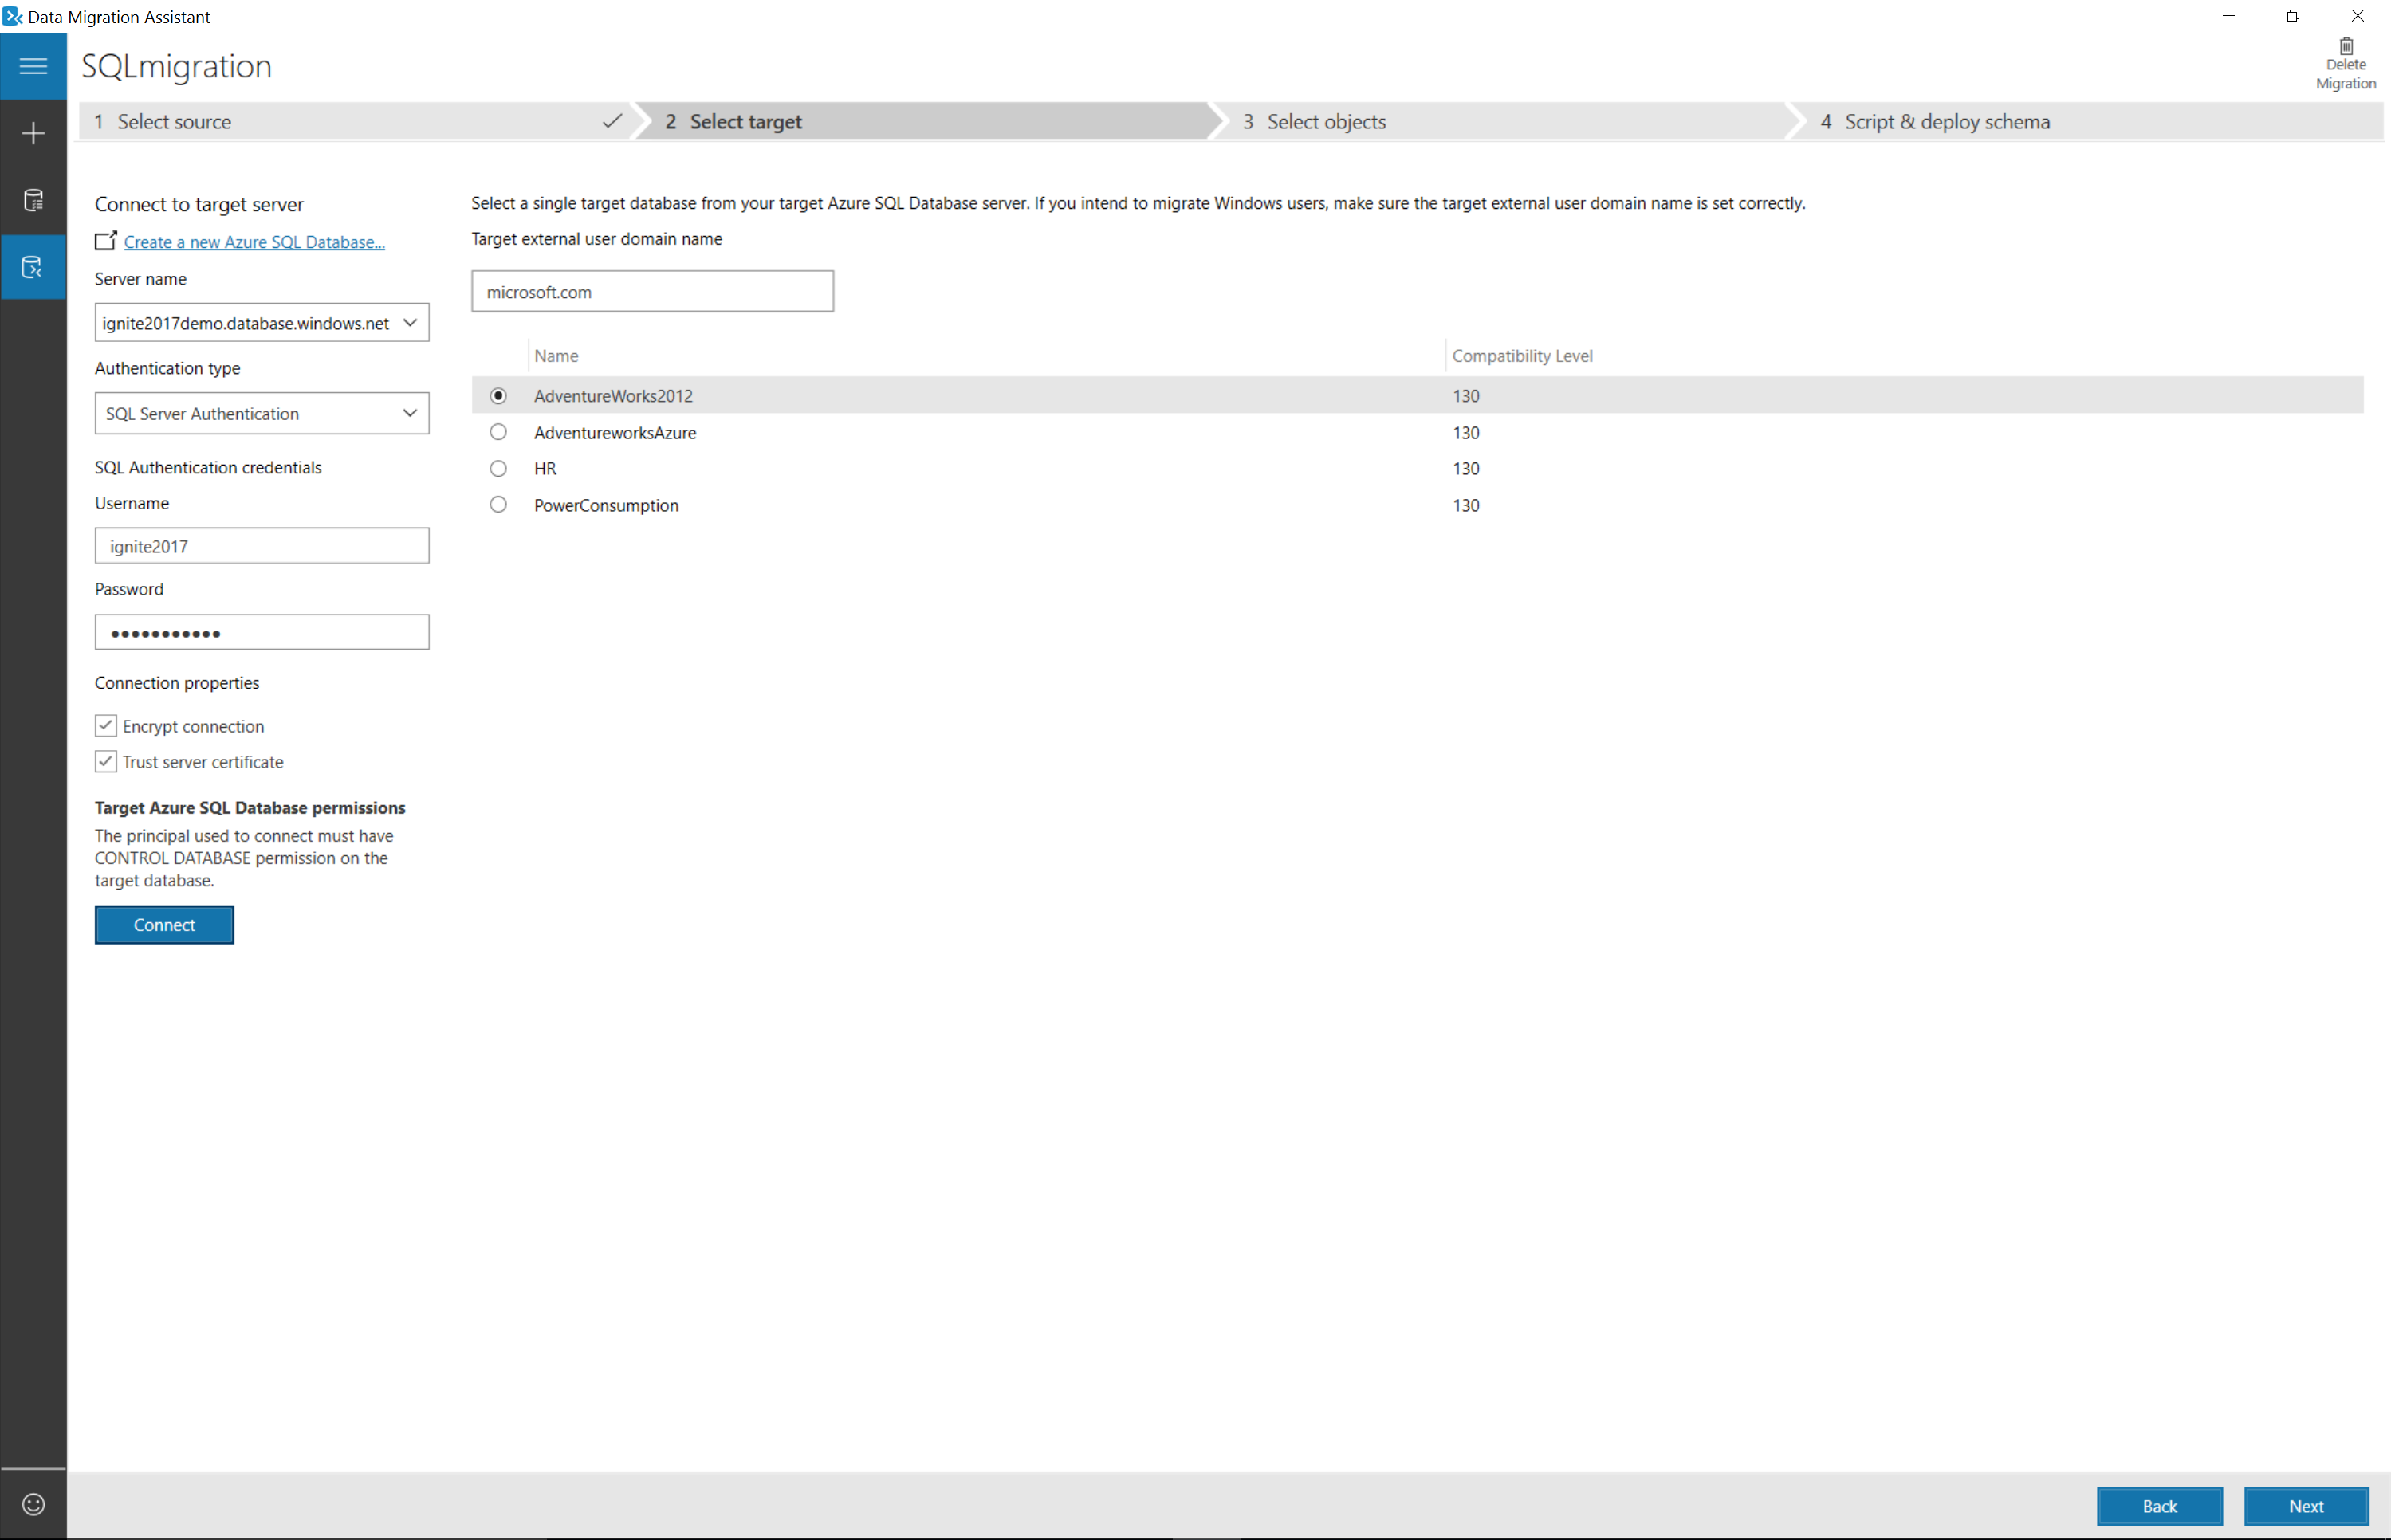 Data Migration Assistant
SQLmigration
Delete
Migration
1 Select source
2 Select target
3 Select objects
4 Script & deploy schema
Connect to target server
Create a new Azure SQL Database...
Server name
ignite2017demo.database.windows.net
Authentication type
SQL Server Authentication
SQL Authentication credentials
Username
ignite2017
Password
•••••••••••
Connection properties
Encrypt connection
Trust server certificate
Target Azure SQL Database permissions
The principal used to connect must have
CONTROL DATABASE permission on the
target database.
Connect
Select a single target database from your target Azure SQL Database server. If you intend to migrate Windows users, make sure the target external user domain name is set correctly.
Target external user domain name
microsoft.com
Name Compatibility Level
AdventureWorks2012 130
AdventureworksAzure 130
HR 130
PowerConsumption 130
Back
Next